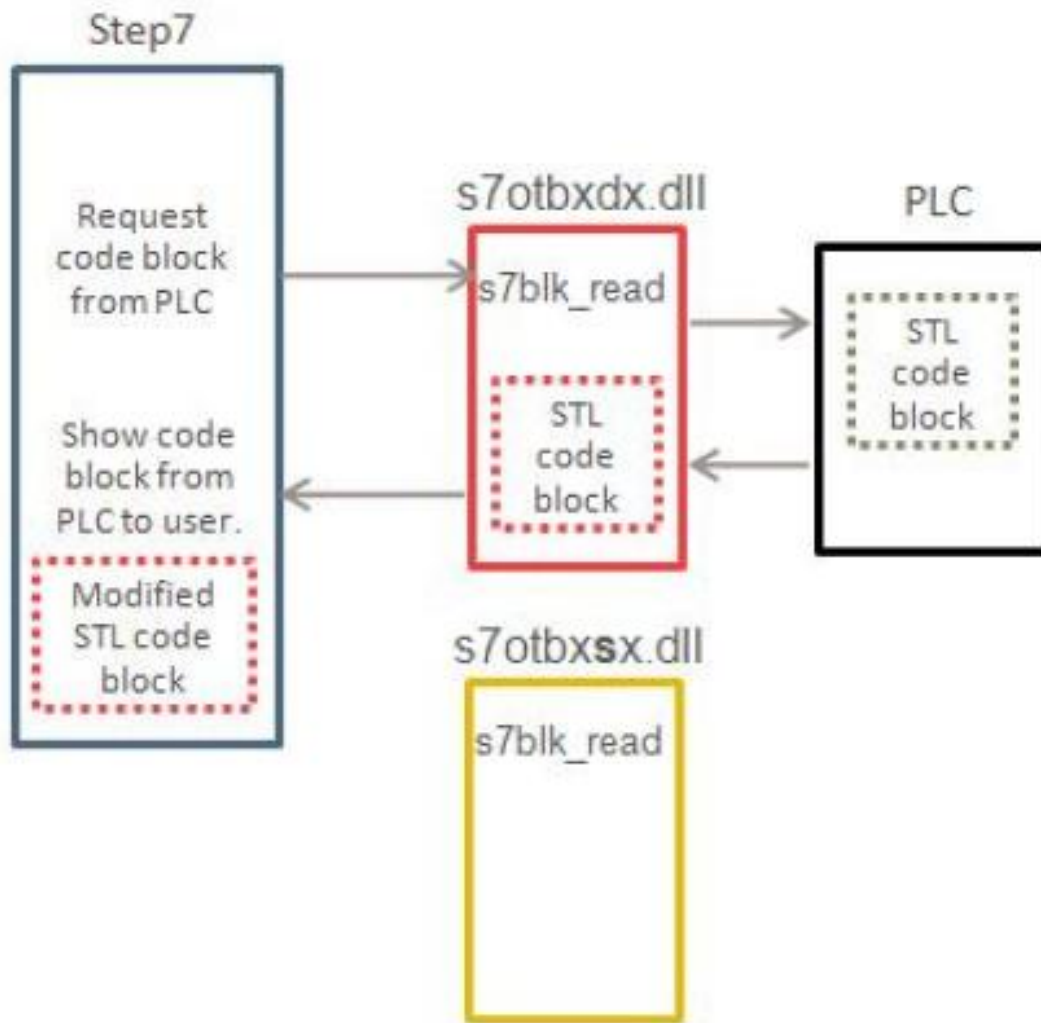 Step7
Request
code block
from PLC
Show code
block from
PLC to user.
Modified
STL code
block
s7otbxdx.dll
s7blk_read
STL
code
block
s7otbxsx.dll
s7blk_read
PLC
STL
code
block